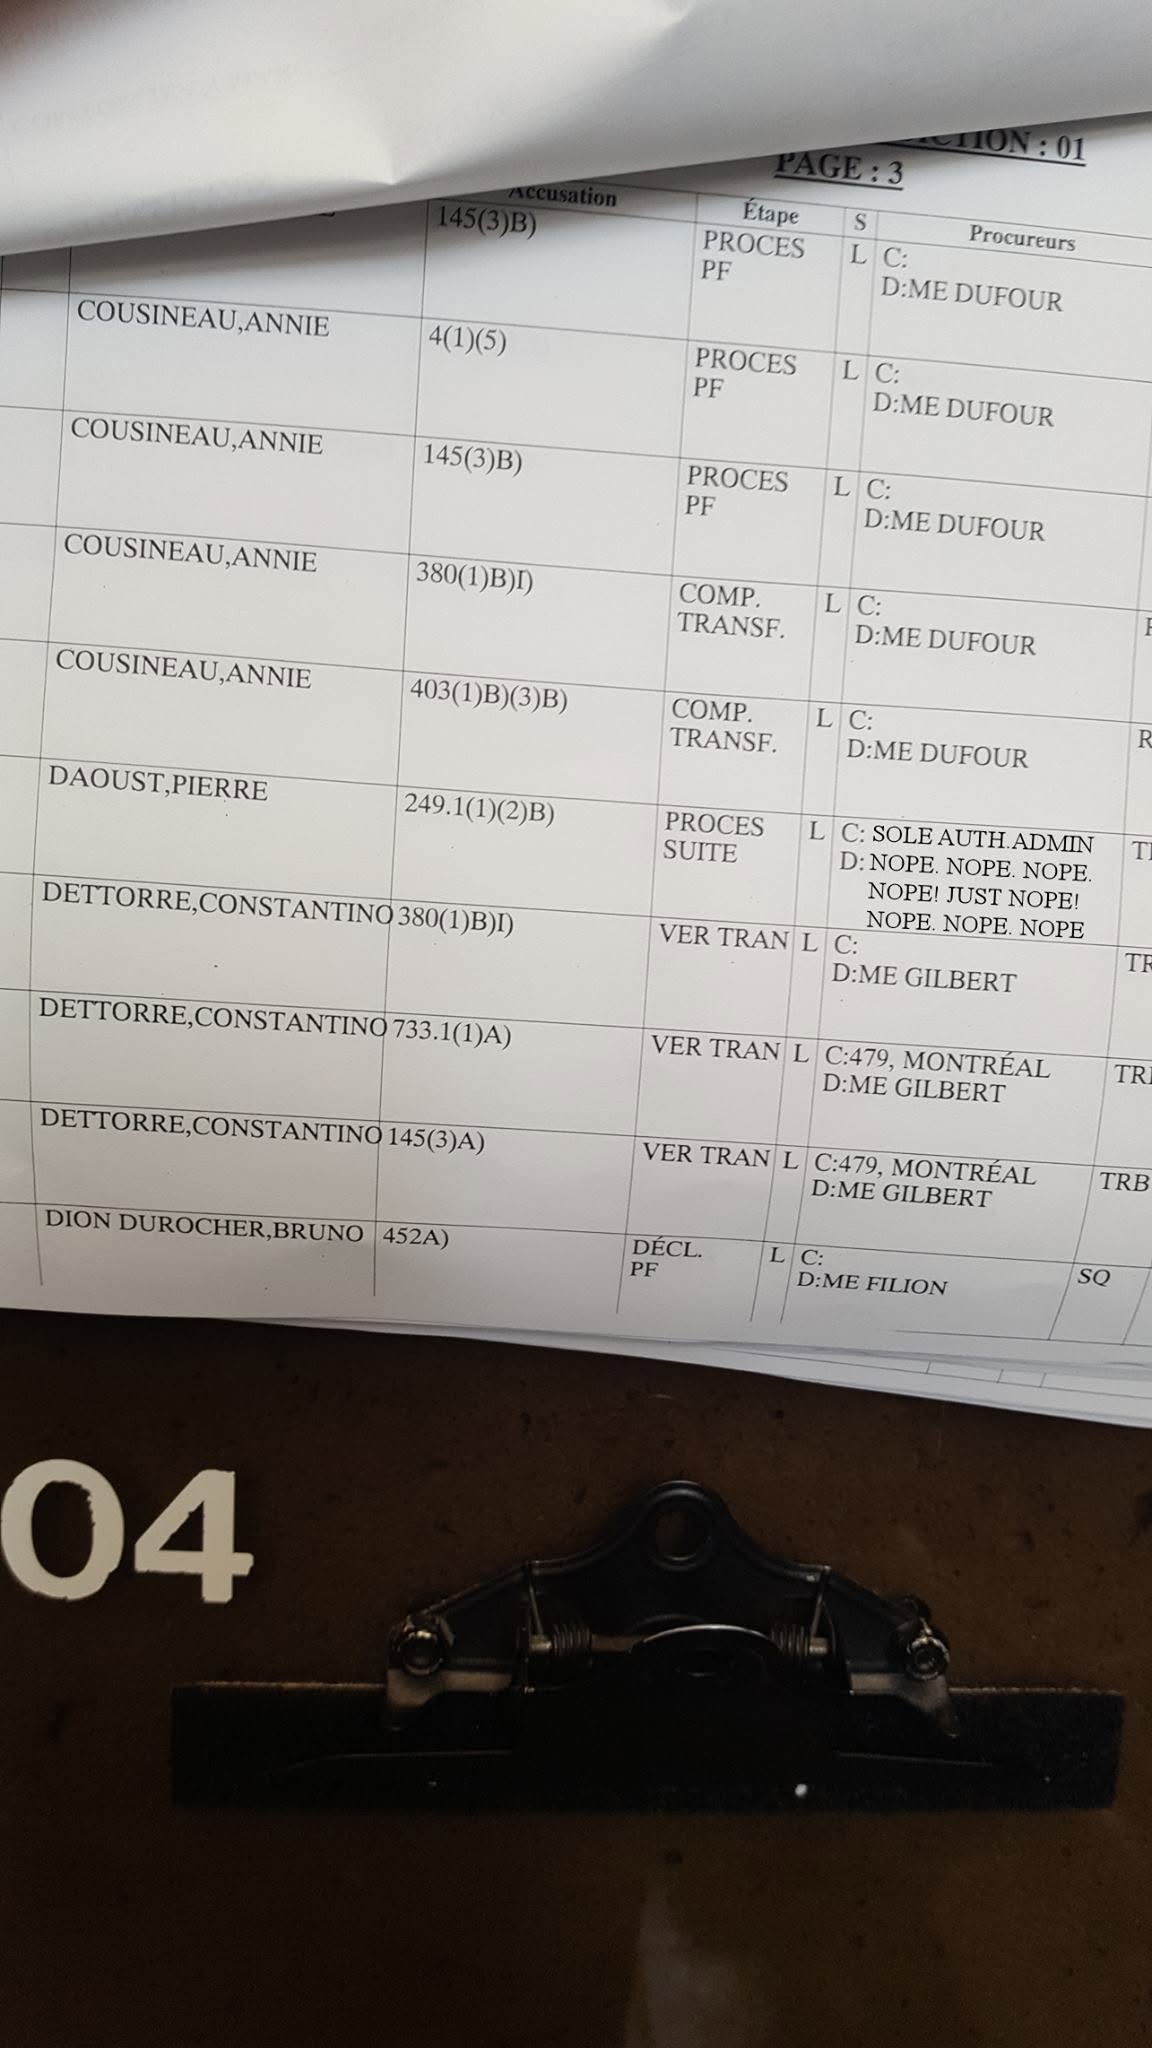 CTION : 01
PAGE : 3
Accusation Étape S Procureurs
145(3)B) PROCES L C:
PF D:ME DUFOUR
COUSINEAU,ANNIE 4(1)(5) PROCES L C:
PF D:ME DUFOUR
COUSINEAU,ANNIE 145(3)B) PROCES L C:
PF D:ME DUFOUR
COUSINEAU,ANNIE 380(1)B)I) COMP. L C:
TRANSF. D:ME DUFOUR
COUSINEAU,ANNIE 403(1)B)(3)B) COMP. L C: R
TRANSF. D:ME DUFOUR
DAOUST,PIERRE 249.1(1)(2)B) PROCES L C: SOLE AUTH.ADMIN
SUITE D: NOPE. NOPE. NOPE.
NOPE! JUST NOPE!
NOPE. NOPE. NOPE
DETTORRE,CONSTANTINO 380(1)B)I) VER TRAN L C: TR
D:ME GILBERT
DETTORRE,CONSTANTINO 733.1(1)A) VER TRAN L C:479, MONTRÉAL TR
D:ME GILBERT
DETTORRE,CONSTANTINO 145(3)A) VER TRAN L C:479, MONTRÉAL TRB
D:ME GILBERT
DION DUROCHER,BRUNO 452A) DÉCL. L C: SQ
PF D:ME FILION
04